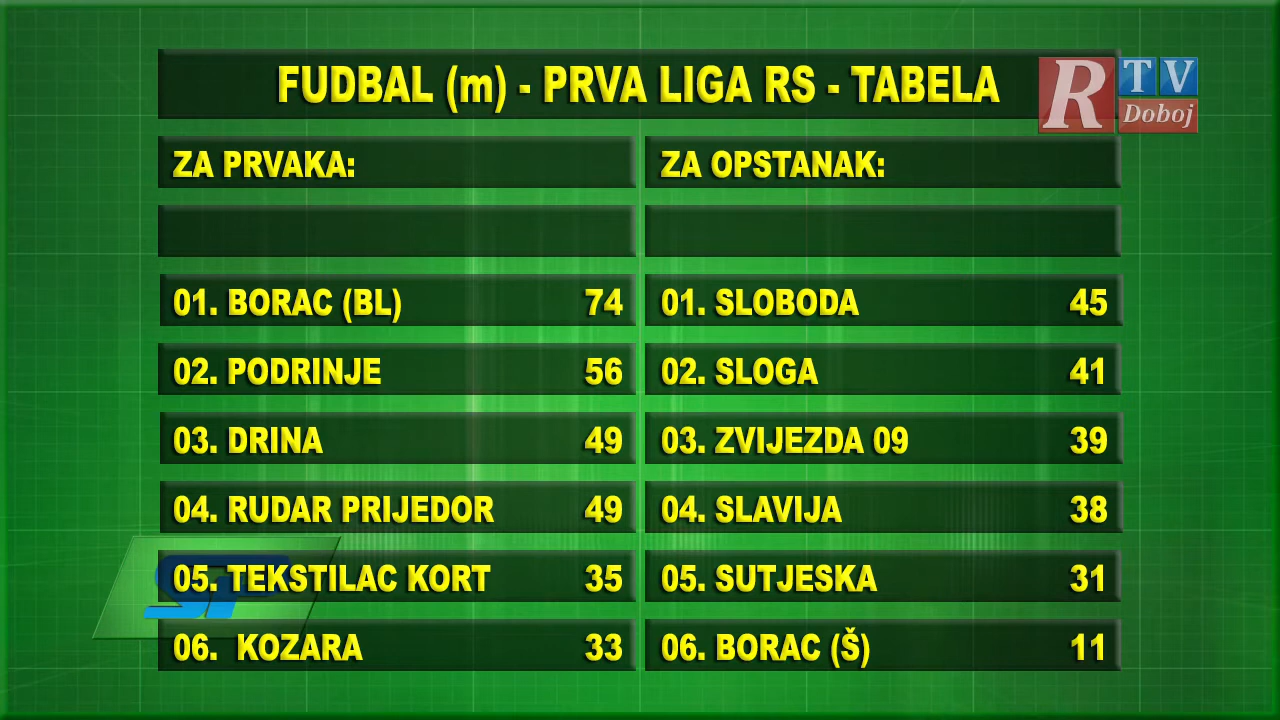 FUDBAL (m) - PRVA LIGA RS - TABELA
R TV Doboj
ZA PRVAKA:
01. BORAC (BL) 74
02. PODRINJE 56
03. DRINA 49
04. RUDAR PRIJEDOR 49
05. TEKSTILAC KORT 35
06. KOZARA 33
ZA OPSTANAK:
01. SLOBODA 45
02. SLOGA 41
03. ZVIJEZDA 09 39
04. SLAVIJA 38
05. SUTJESKA 31
06. BORAC (Š) 11